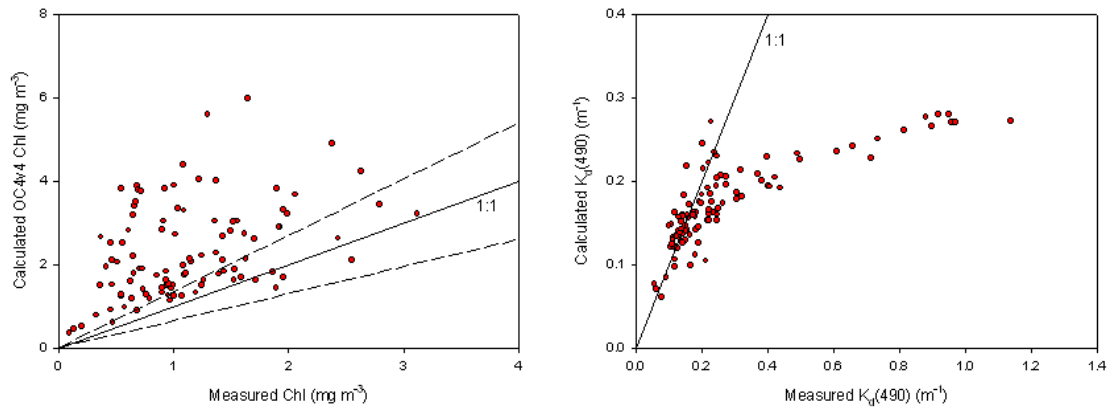 8
6
4
2
0
Calculated OC4v4 Chl (mg m⁻³)
1:1
0 1 2 3 4
Measured Chl (mg m⁻³)
0.4
0.3
0.2
0.1
0.0
Calculated K_d(490) (m⁻¹)
1:1
0.0 0.2 0.4 0.6 0.8 1.0 1.2 1.4
Measured K_d(490) (m⁻¹)